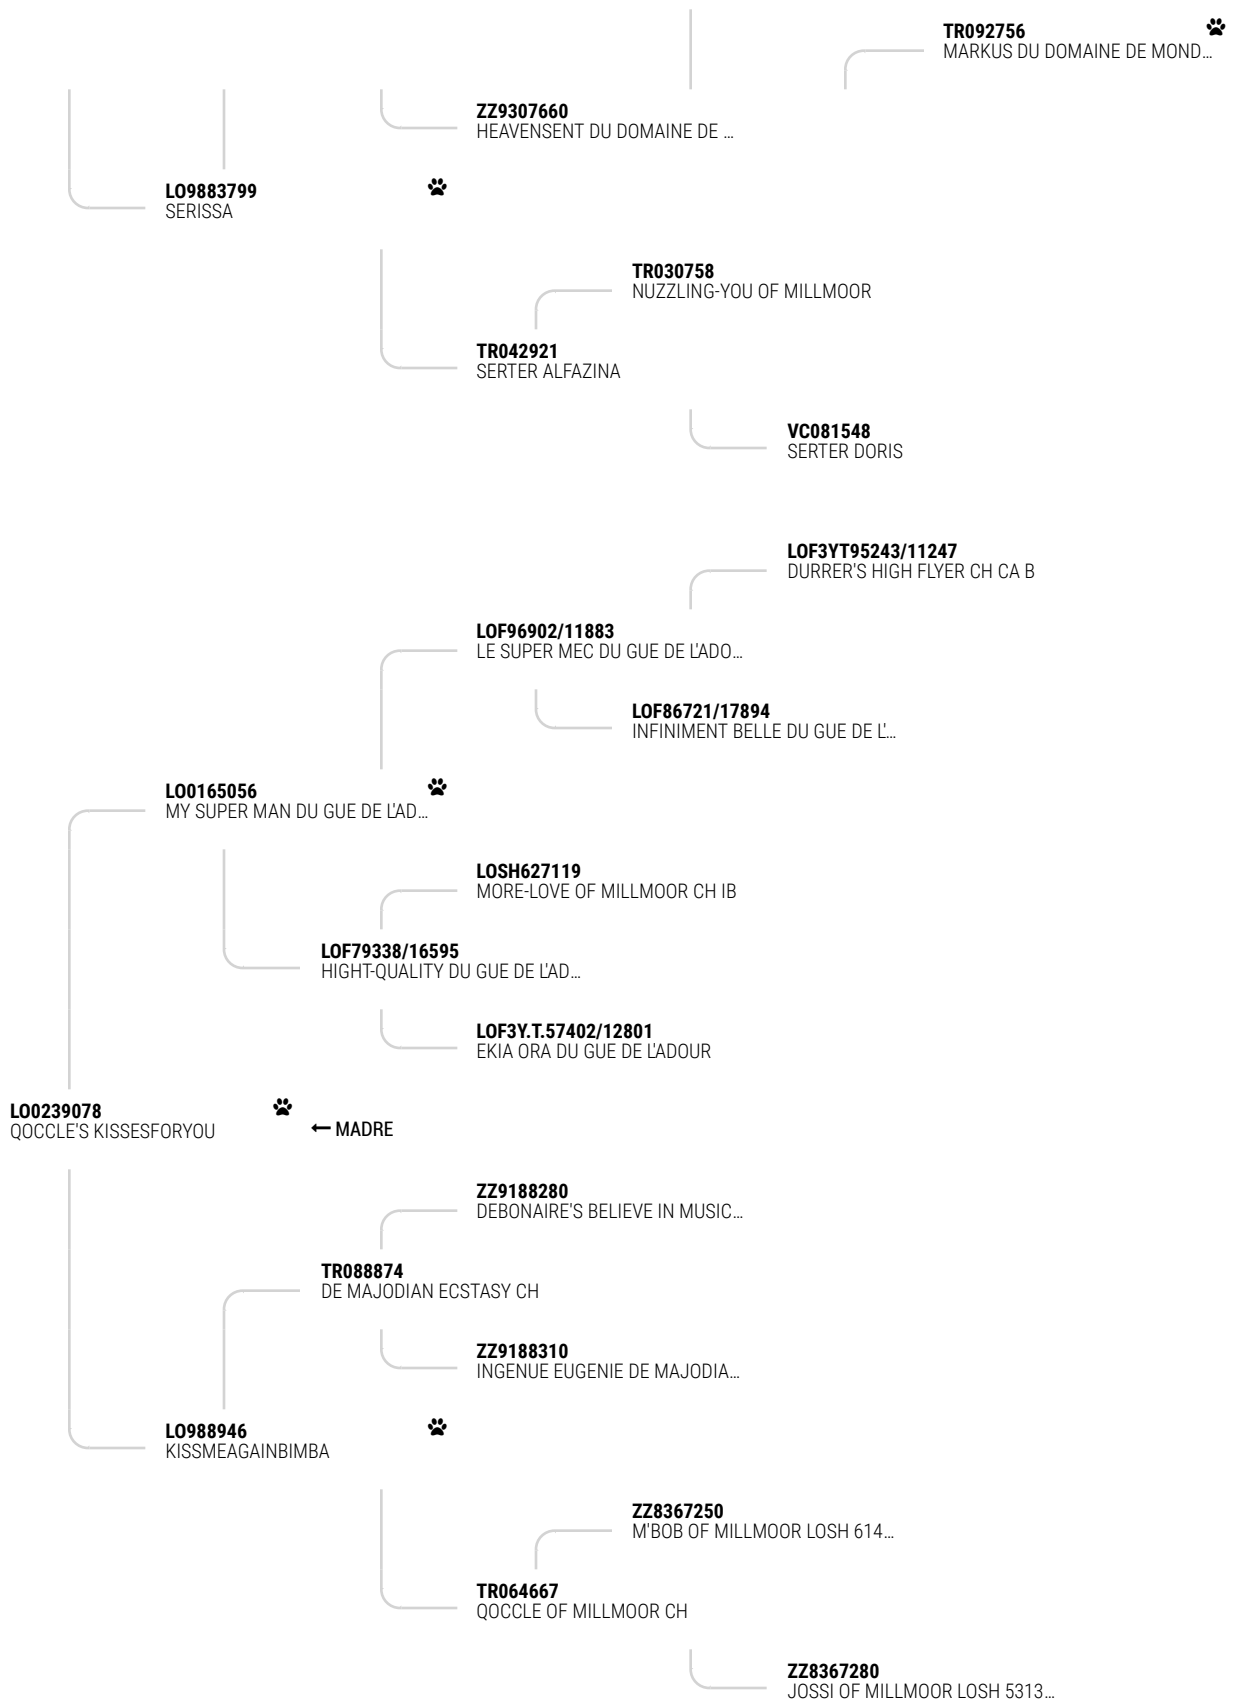 TR092756
MARKUS DU DOMAINE DE MOND...
ZZ9307660
HEAVENSENT DU DOMAINE DE ...
LO9883799
SERISSA
TR030758
NUZZLING-YOU OF MILLMOOR
TR042921
SERTER ALFAZINA
VC081548
SERTER DORIS
LOF3YT95243/11247
DURRER'S HIGH FLYER CH CA B
LOF96902/11883
LE SUPER MEC DU GUE DE L'ADO...
LOF86721/17894
INFINIMENT BELLE DU GUE DE L'...
LO0165056
MY SUPER MAN DU GUE DE L'AD...
LOSH627119
MORE-LOVE OF MILLMOOR CH IB
LOF79338/16595
HIGHT-QUALITY DU GUE DE L'AD...
LOF3Y.T.57402/12801
EKIA ORA DU GUE DE L'ADOUR
LO0239078
QOCCLE'S KISSESFORYOU
← MADRE
ZZ9188280
DEBONAIRE'S BELIEVE IN MUSIC...
TR088874
DE MAJODIAN ECSTASY CH
ZZ9188310
INGENUE EUGENIE DE MAJODIA...
LO988946
KISSMEAGAINBIMBA
ZZ8367250
M'BOB OF MILLMOOR LOSH 614...
TR064667
QOCCLE OF MILLMOOR CH
ZZ8367280
JOSSI OF MILLMOOR LOSH 5313...